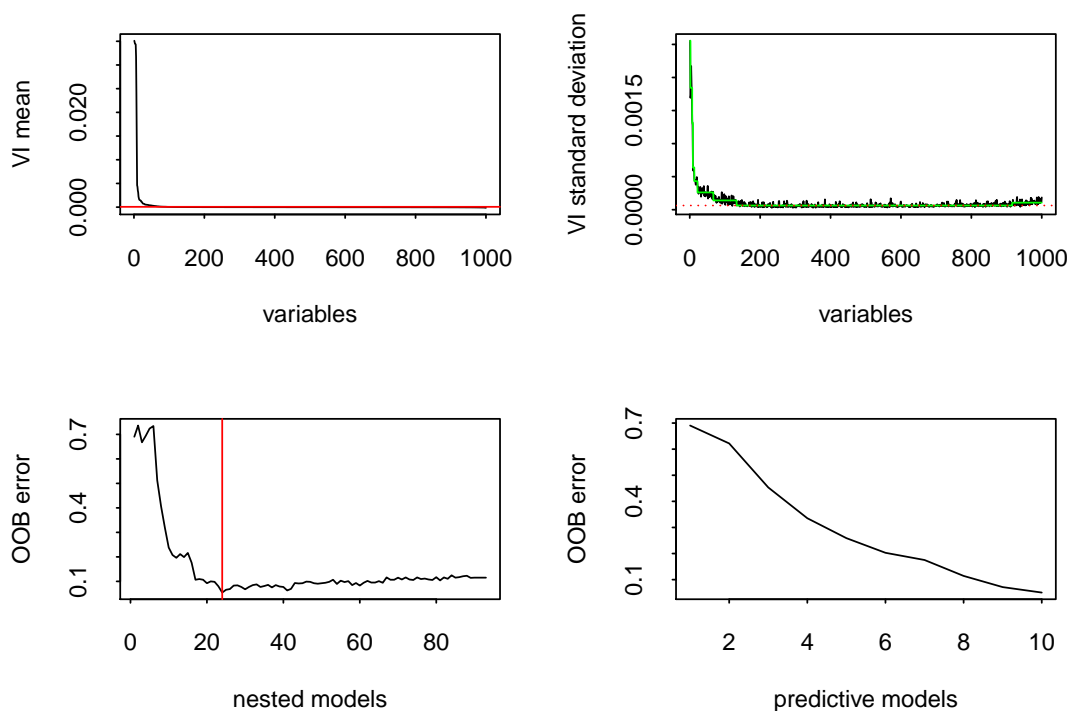 VI mean
0.000 0.020
0 200 400 600 800 1000
variables
VI standard deviation
0.0000 0.0015
0 200 400 600 800 1000
variables
OOB error
0.1 0.4 0.7
0 20 40 60 80
nested models
OOB error
0.1 0.4 0.7
2 4 6 8 10
predictive models